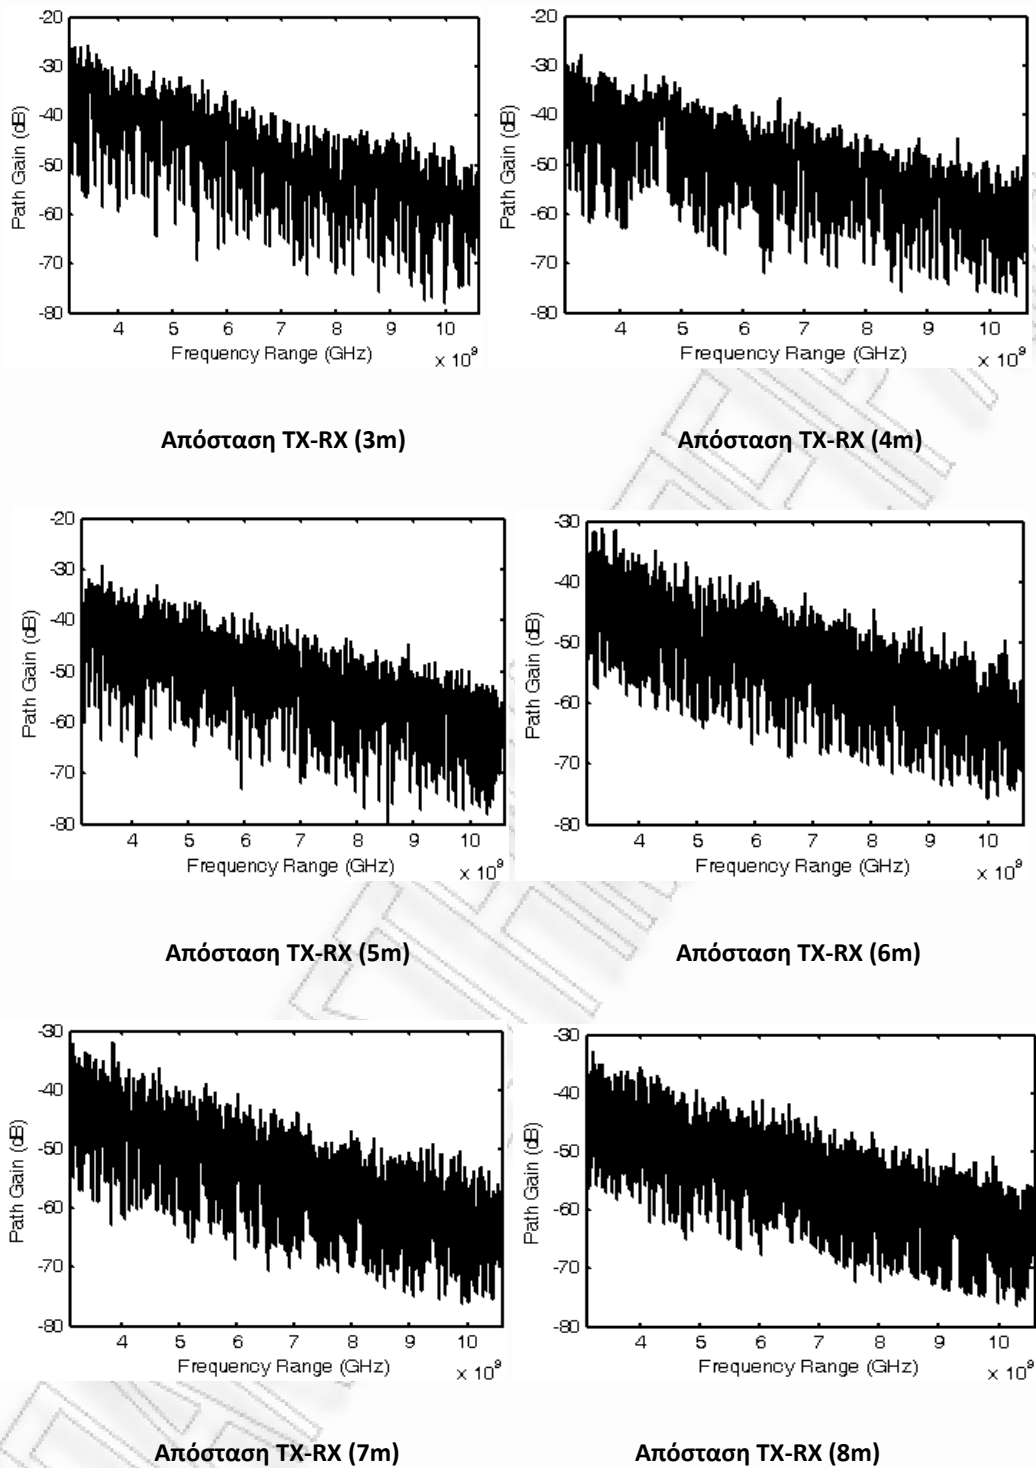 -20
-30
-40
-50
-60
-70
-80
Path Gain (dB)
4 5 6 7 8 9 10
Frequency Range (GHz)
x 10⁹
-20
-30
-40
-50
-60
-70
-80
Path Gain (dB)
4 5 6 7 8 9 10
Frequency Range (GHz)
x 10⁹
Απόσταση TX-RX (3m)
Απόσταση TX-RX (4m)
-20
-30
-40
-50
-60
-70
-80
Path Gain (dB)
4 5 6 7 8 9 10
Frequency Range (GHz)
x 10⁹
-30
-40
-50
-60
-70
-80
Path Gain (dB)
4 5 6 7 8 9 10
Frequency Range (GHz)
x 10⁹
Απόσταση TX-RX (5m)
Απόσταση TX-RX (6m)
-30
-40
-50
-60
-70
-80
Path Gain (dB)
4 5 6 7 8 9 10
Frequency Range (GHz)
x 10⁹
-30
-40
-50
-60
-70
-80
Path Gain (dB)
4 5 6 7 8 9 10
Frequency Range (GHz)
x 10⁹
Απόσταση TX-RX (7m)
Απόσταση TX-RX (8m)